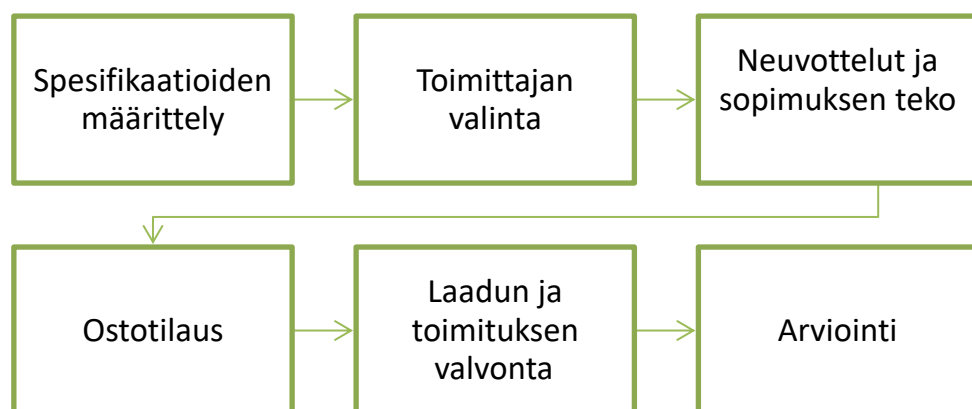 Spesifikaatioiden
määrittely
Toimittajan
valinta
Neuvottelut ja
sopimuksen teko
Ostotilaus
Laadun ja
toimituksen
valvonta
Arviointi